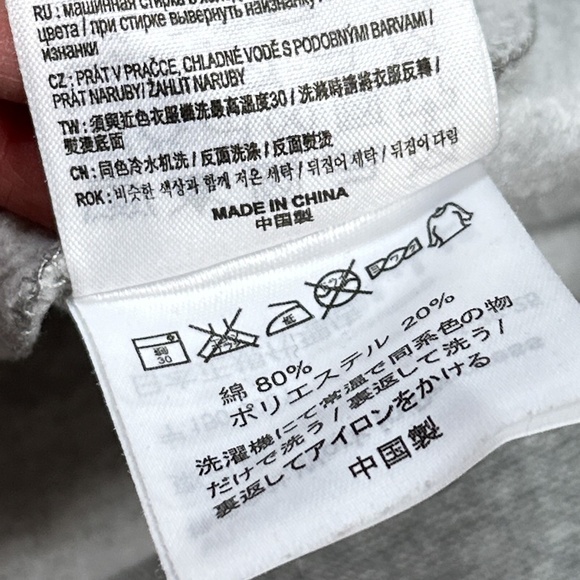 RU : машинная стирка в
цвета / при стирке вывернуть наизнанку /
изнанки
CZ : PRÁT V PRAČCE, CHLADNÉ VODĚ S PODOBNÝMI BARVAMI /
PRÁT NARUBY/ ŽAHLIT NARUBY
TW : 須與近色衣服機洗最高溫度30 / 洗滌時請將衣服反轉 /
熨燙底面
CN : 同色冷水机洗 / 反面洗涤 / 反面熨烫
ROK : 비슷한 색상과 함께 저온 세탁 / 뒤집어 세탁 / 뒤집어 다림
MADE IN CHINA
中国製
30
低
綿 80%
ポリエステル 20%
洗濯機にて常温で同系色の物
だけで洗う / 裏返して洗う /
裏返してアイロンをかける
中国製